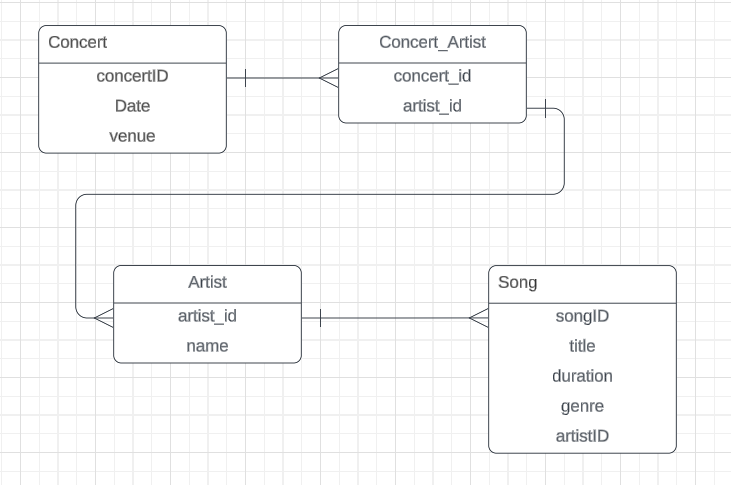 Concert
concertID
Date
venue
Concert_Artist
concert_id
artist_id
Artist
artist_id
name
Song
songID
title
duration
genre
artistID